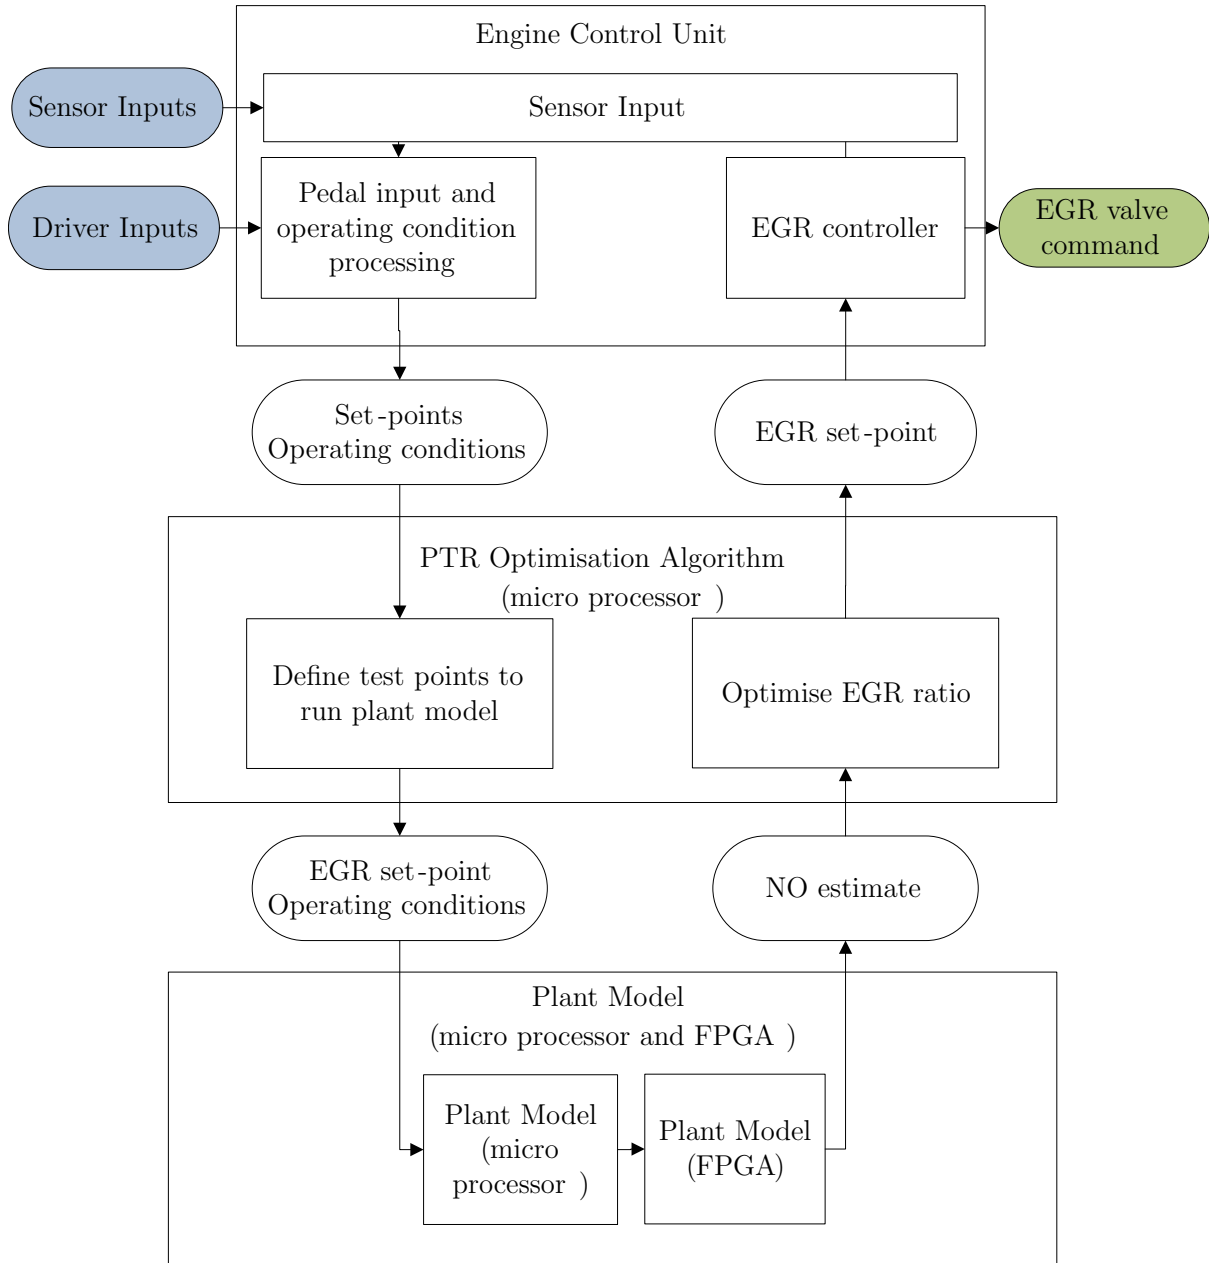 Engine Control Unit
Sensor Inputs
Sensor Input
Driver Inputs
Pedal input and
operating condition
processing
EGR controller
EGR valve
command
Set-points
Operating conditions
EGR set-point
PTR Optimisation Algorithm
(micro processor )
Define test points to
run plant model
Optimise EGR ratio
EGR set-point
Operating conditions
NO estimate
Plant Model
(micro processor and FPGA )
Plant Model
(micro
processor )
Plant Model
(FPGA)